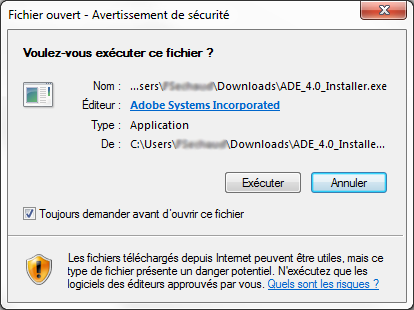 Fichier ouvert - Avertissement de sécurité
Voulez-vous exécuter ce fichier ?
Nom : ...sers\ \Downloads\ADE_4.0_Installer.exe
Éditeur : Adobe Systems Incorporated
Type : Application
De : C:\Users\ \Downloads\ADE_4.0_Installe...
Exécuter Annuler
Toujours demander avant d'ouvrir ce fichier
Les fichiers téléchargés depuis Internet peuvent être utiles, mais ce
type de fichier présente un danger potentiel. N'exécutez que les
logiciels des éditeurs approuvés par vous. Quels sont les risques ?